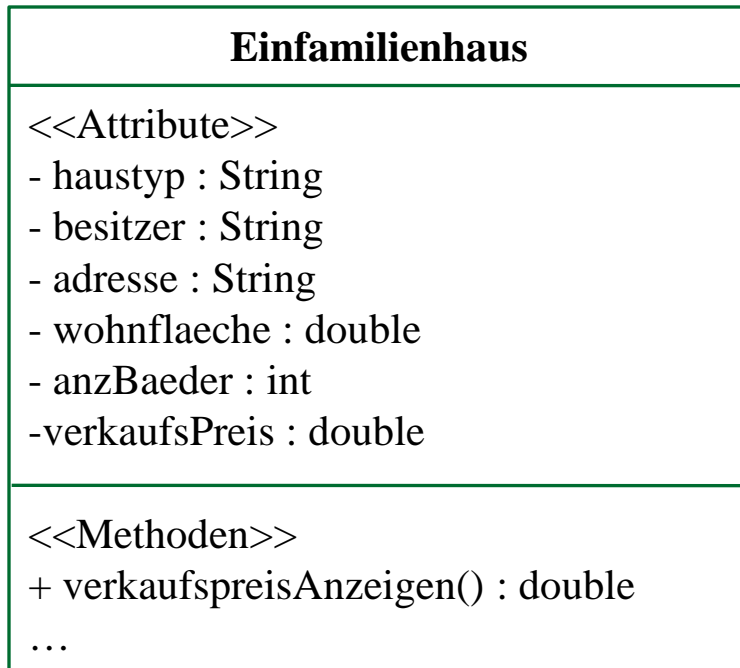 Einfamilienhaus
<<Attribute>>
- haustyp : String
- besitzer : String
- adresse : String
- wohnflaeche : double
- anzBaeder : int
-verkaufsPreis : double
<<Methoden>>
+ verkaufspreisAnzeigen() : double
…